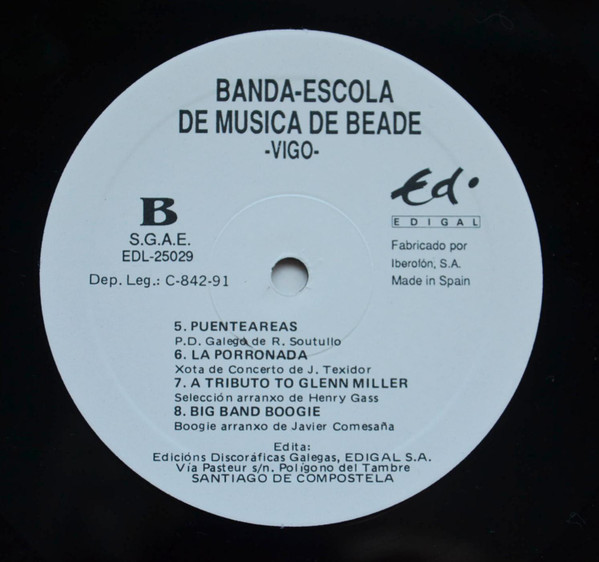 BANDA-ESCOLA
DE MUSICA DE BEADE
-VIGO-
B
S.G.A.E.
EDL-25029
Dep. Leg.: C-842-91
Ed.
EDIGAL
Fabricado por
Iberofón, S.A.
Made in Spain
5. PUENTEAREAS
P.D. Galego de R. Soutullo
6. LA PORRONADA
Xota de Concerto de J. Texidor
7. A TRIBUTO TO GLENN MILLER
Selección arranxo de Henry Gass
8. BIG BAND BOOGIE
Boogie arranxo de Javier Comesaña
Edita:
Edicións Discoráficas Galegas, EDIGAL S.A.
Vía Pasteur s/n. Polígono del Tambre
SANTIAGO DE COMPOSTELA